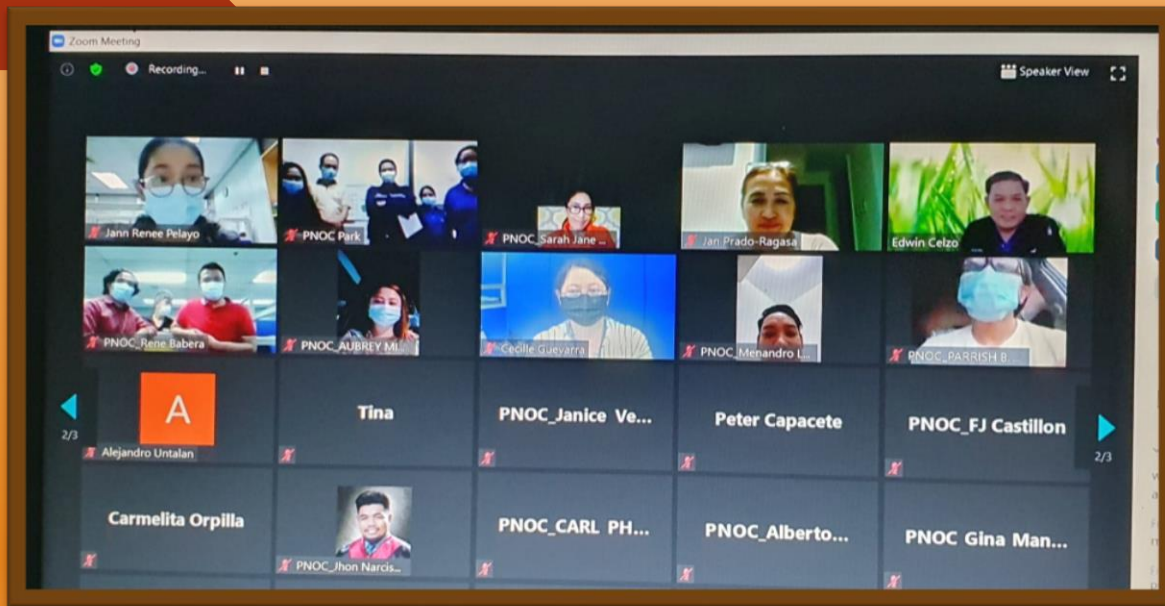 Zoom Meeting
Recording...
Speaker View
Jann Renee Pelayo
PNOC Park
PNOC_Sarah Jane ...
Jan Prado-Ragasa
Edwin Celzo
PNOC_Rene Babera
PNOC_AUBREY MI...
Cecille Guevarra
PNOC_Menandro L...
PNOC_PARRISH B...
2/3
A
Alejandro Untalan
Tina
PNOC_Janice Ve...
Peter Capacete
PNOC_FJ Castillon
2/3
Carmelita Orpilla
PNOC_Jhon Narcis...
PNOC_CARL PH...
PNOC_Alberto...
PNOC Gina Man...